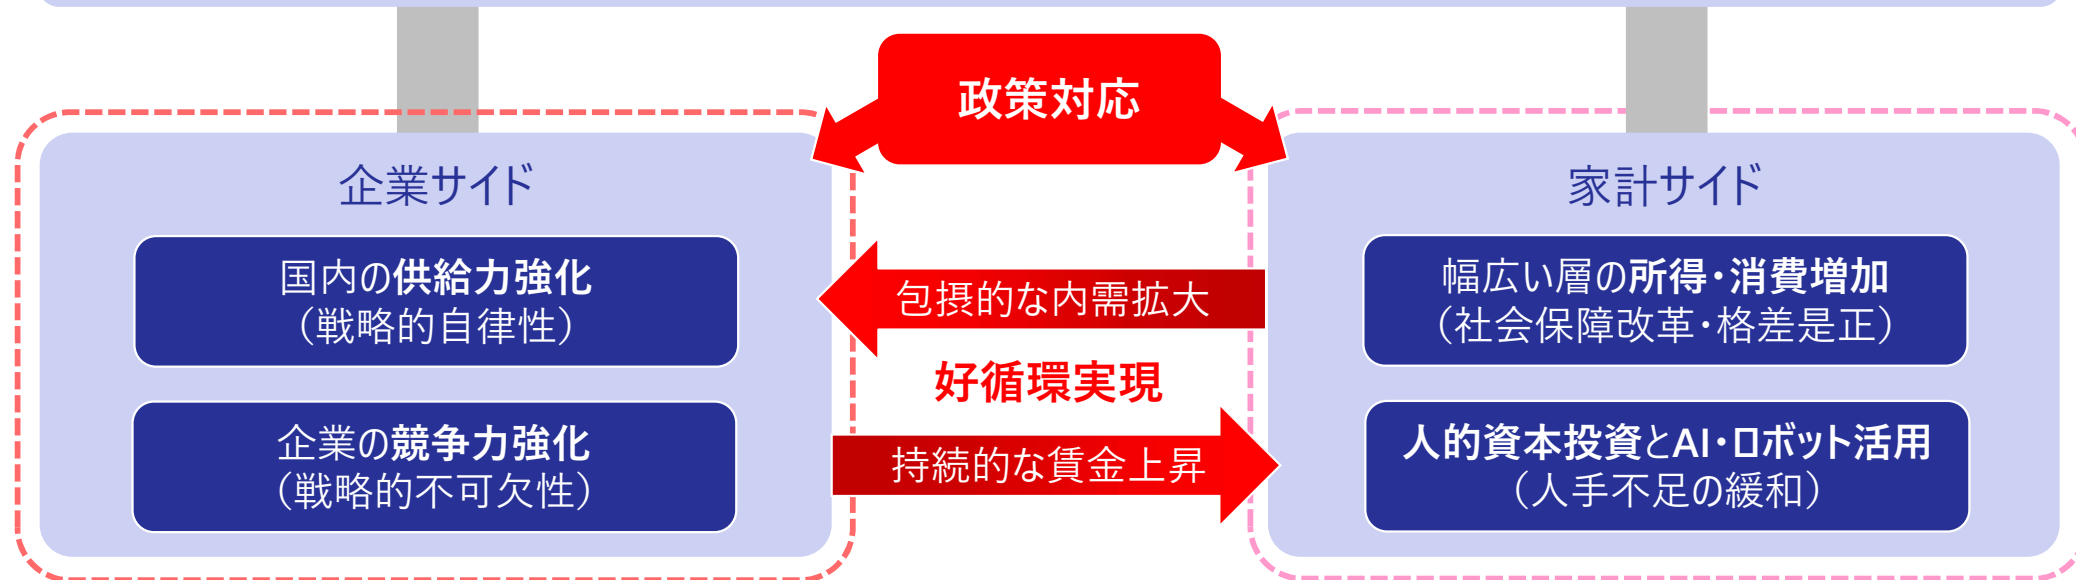 政策対応
企業サイド
国内の供給力強化
（戦略的自律性）
企業の競争力強化
（戦略的不可欠性）
包摂的な内需拡大
好循環実現
持続的な賃金上昇
家計サイド
幅広い層の所得・消費増加
（社会保障改革・格差是正）
人的資本投資とAI・ロボット活用
（人手不足の緩和）